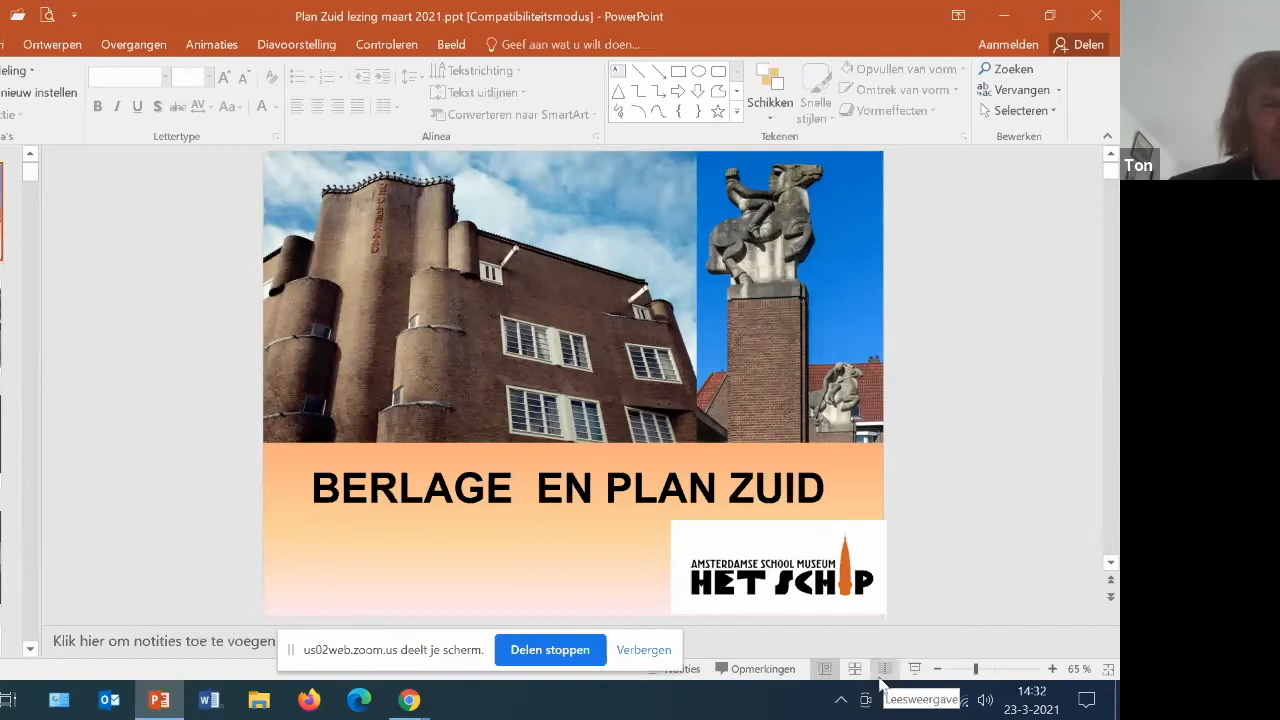 Plan Zuid lezing maart 2021.ppt [Compatibiliteitsmodus] - PowerPoint
Ontwerpen Overgangen Animaties Diavoorstelling Controleren Beeld Geef aan wat u wilt doen... Aanmelden Delen
Tekstrichting
Tekst uitlijnen
Converteren naar SmartArt
nieuw instellen
B I U S abc AV Aa A
Schikken
Snelle
stijlen
Opvullen van vorm
Omtrek van vorm
Vormeffecten
Zoeken
Vervangen
Selecteren
Lettertype Alinea Tekenen Bewerken
Ton
BERLAGE EN PLAN ZUID
AMSTERDAMSE SCHOOL MUSEUM
HET SCHIP
Klik hier om notities toe te voegen
us02web.zoom.us deelt je scherm. Delen stoppen Verbergen
Opmerkingen 65 %
Leesweergave
14:32
23-3-2021